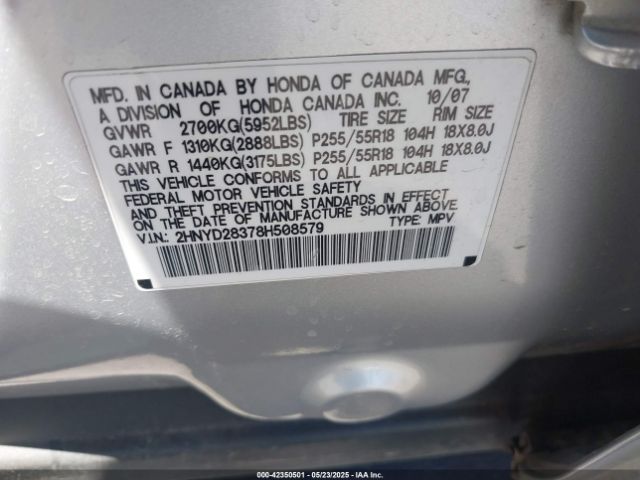 MFD. IN CANADA BY HONDA OF CANADA MFG.,
A DIVISION OF HONDA CANADA INC. 10/07
GVWR 2700KG(5952LBS) TIRE SIZE RIM SIZE
GAWR F 1310KG(2888LBS) P255/55R18 104H 18X8.0J
GAWR R 1440KG(3175LBS) P255/55R18 104H 18X8.0J
THIS VEHICLE CONFORMS TO ALL APPLICABLE
FEDERAL MOTOR VEHICLE SAFETY
AND THEFT PREVENTION STANDARDS IN EFFECT
ON THE DATE OF MANUFACTURE SHOWN ABOVE.
V.I.N: 2HNYD28378H508579 TYPE: MPV
000-42350501 - 05/23/2025 - IAA Inc.